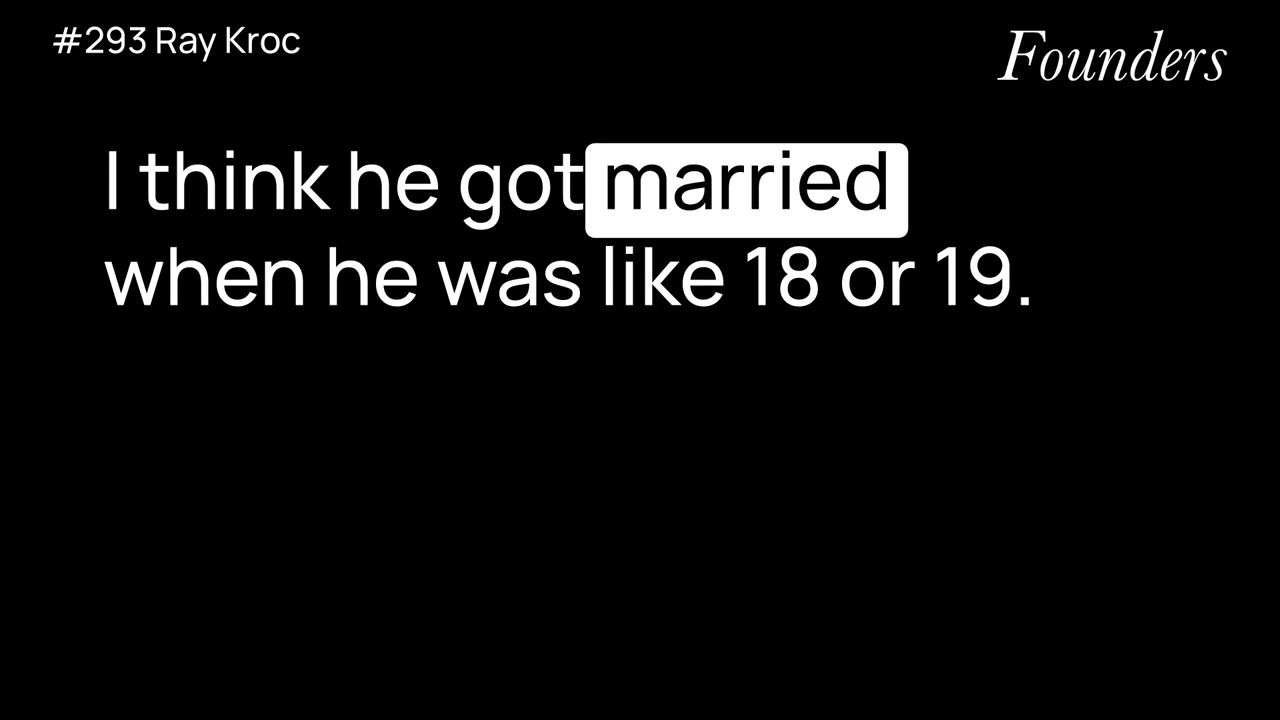 #293 Ray Kroc
Founders
I think he got married
when he was like 18 or 19.